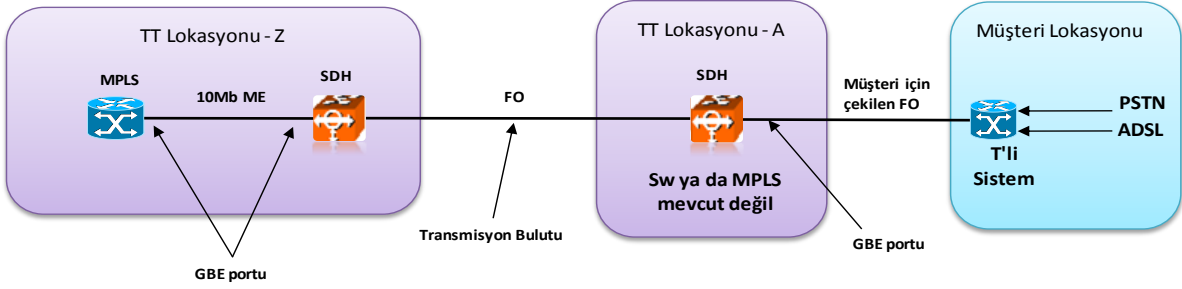 TT Lokasyonu - Z
MPLS
10Mb ME
SDH
GBE portu
FO
Transmisyon Bulutu
TT Lokasyonu - A
SDH
Sw ya da MPLS
mevcut değil
Müşteri için
çekilen FO
GBE portu
Müşteri Lokasyonu
PSTN
ADSL
T'li
Sistem